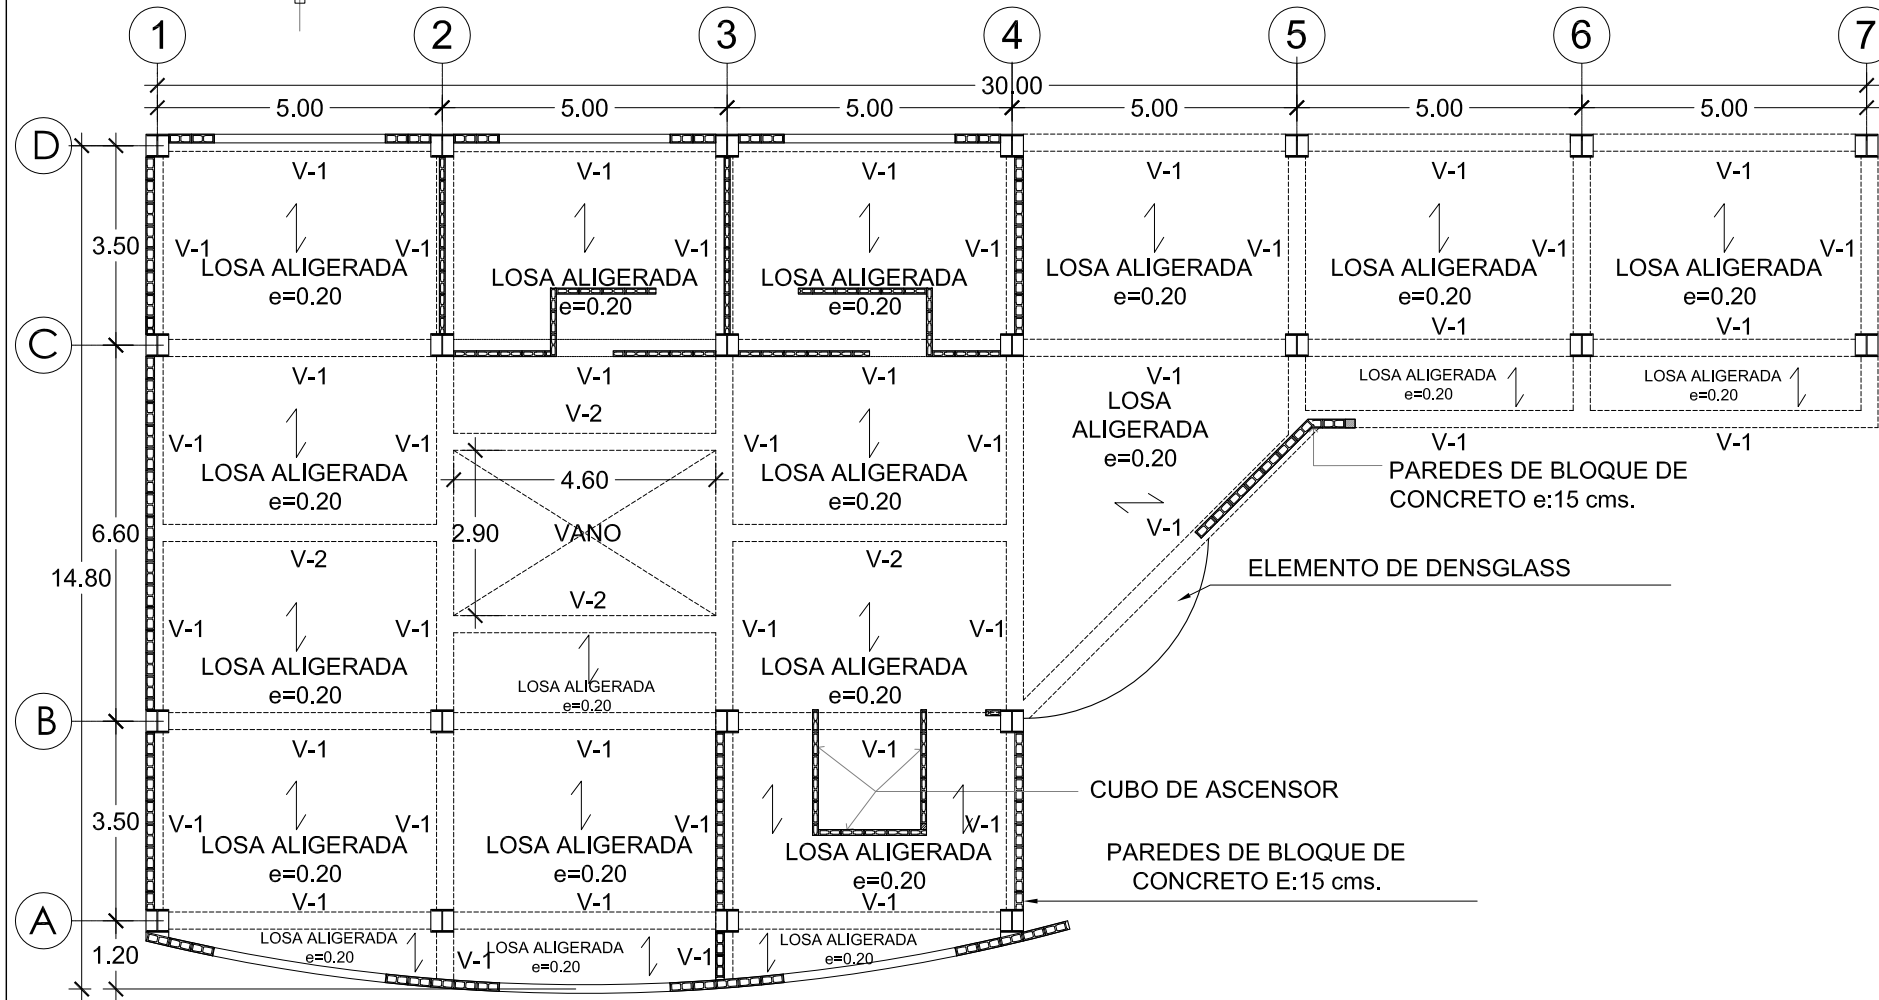 1 2 3 4 5 6 7
30.00
5.00 5.00 5.00 5.00 5.00 5.00
D
V-1 V-1 V-1 V-1 V-1 V-1
3.50
V-1 V-1 V-1 V-1 V-1 V-1 V-1
LOSA ALIGERADA
e=0.20
LOSA ALIGERADA
e=0.20
LOSA ALIGERADA
e=0.20
LOSA ALIGERADA
e=0.20
LOSA ALIGERADA
e=0.20
LOSA ALIGERADA
e=0.20
V-1 V-1
C
V-1 V-1 V-1 V-1
LOSA ALIGERADA
e=0.20
LOSA ALIGERADA
e=0.20
LOSA
ALIGERADA
e=0.20
V-2
V-1 V-1 V-1 V-1 V-1
LOSA ALIGERADA
e=0.20
LOSA ALIGERADA
e=0.20
4.60
PAREDES DE BLOQUE DE
CONCRETO e:15 cms.
6.60
2.90
VANO
V-1
V-2 V-2
14.80
ELEMENTO DE DENSGLASS
V-2
V-1 V-1 V-1 V-1
LOSA ALIGERADA
e=0.20
LOSA ALIGERADA
e=0.20
LOSA ALIGERADA
e=0.20
B
V-1 V-1 V-1
CUBO DE ASCENSOR
3.50
V-1 V-1 V-1 V-1
LOSA ALIGERADA
e=0.20
LOSA ALIGERADA
e=0.20
LOSA ALIGERADA
e=0.20
PAREDES DE BLOQUE DE
CONCRETO E:15 cms.
V-1 V-1 V-1
A
1.20
LOSA ALIGERADA
e=0.20
V-1
LOSA ALIGERADA
e=0.20
V-1
LOSA ALIGERADA
e=0.20